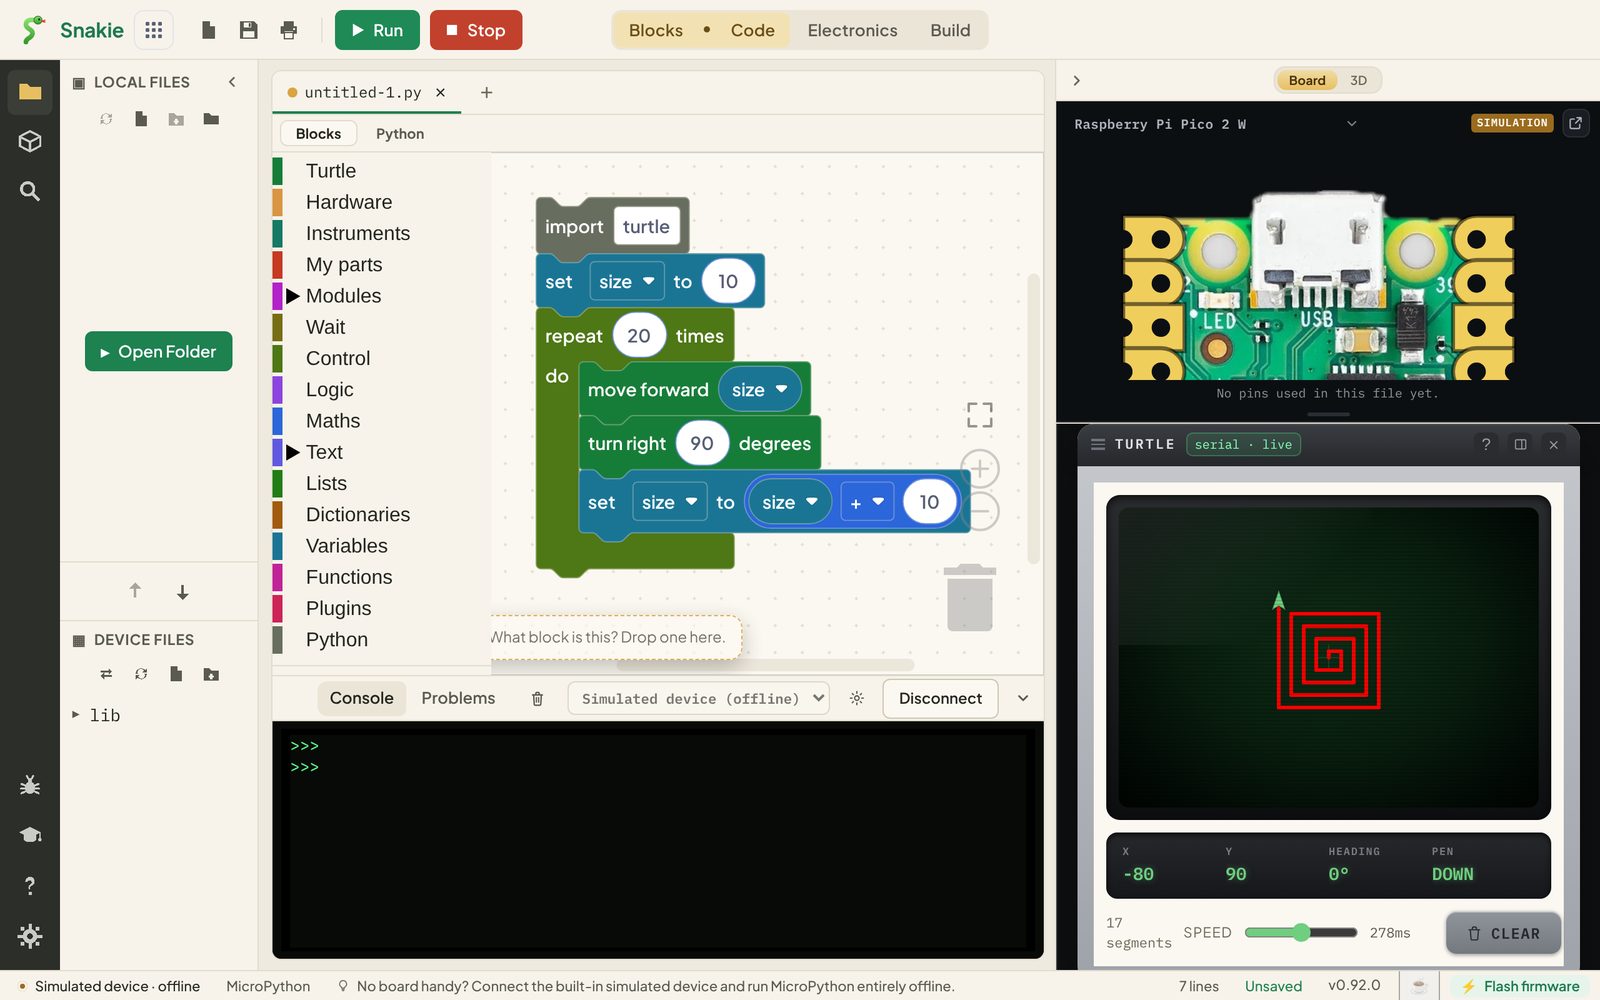 Snakie
Run
Stop
Blocks • Code
Electronics
Build
LOCAL FILES
Open Folder
DEVICE FILES
lib
untitled-1.py
Blocks
Python
Turtle
Hardware
Instruments
My parts
Modules
Wait
Control
Logic
Maths
Text
Lists
Dictionaries
Variables
Functions
Plugins
Python
import turtle
set size to 10
repeat 20 times
do
move forward size
turn right 90 degrees
set size to size + 10
What block is this? Drop one here.
Console
Problems
Simulated device (offline)
Disconnect
>>>
>>>
Board
3D
Raspberry Pi Pico 2 W
SIMULATION
LED
USB
No pins used in this file yet.
TURTLE
serial · live
?
X
Y
HEADING
PEN
-80
90
0°
DOWN
17
segments
SPEED
278ms
CLEAR
Simulated device · offline
MicroPython
No board handy? Connect the built-in simulated device and run MicroPython entirely offline.
7 lines
Unsaved
v0.92.0
Flash firmware